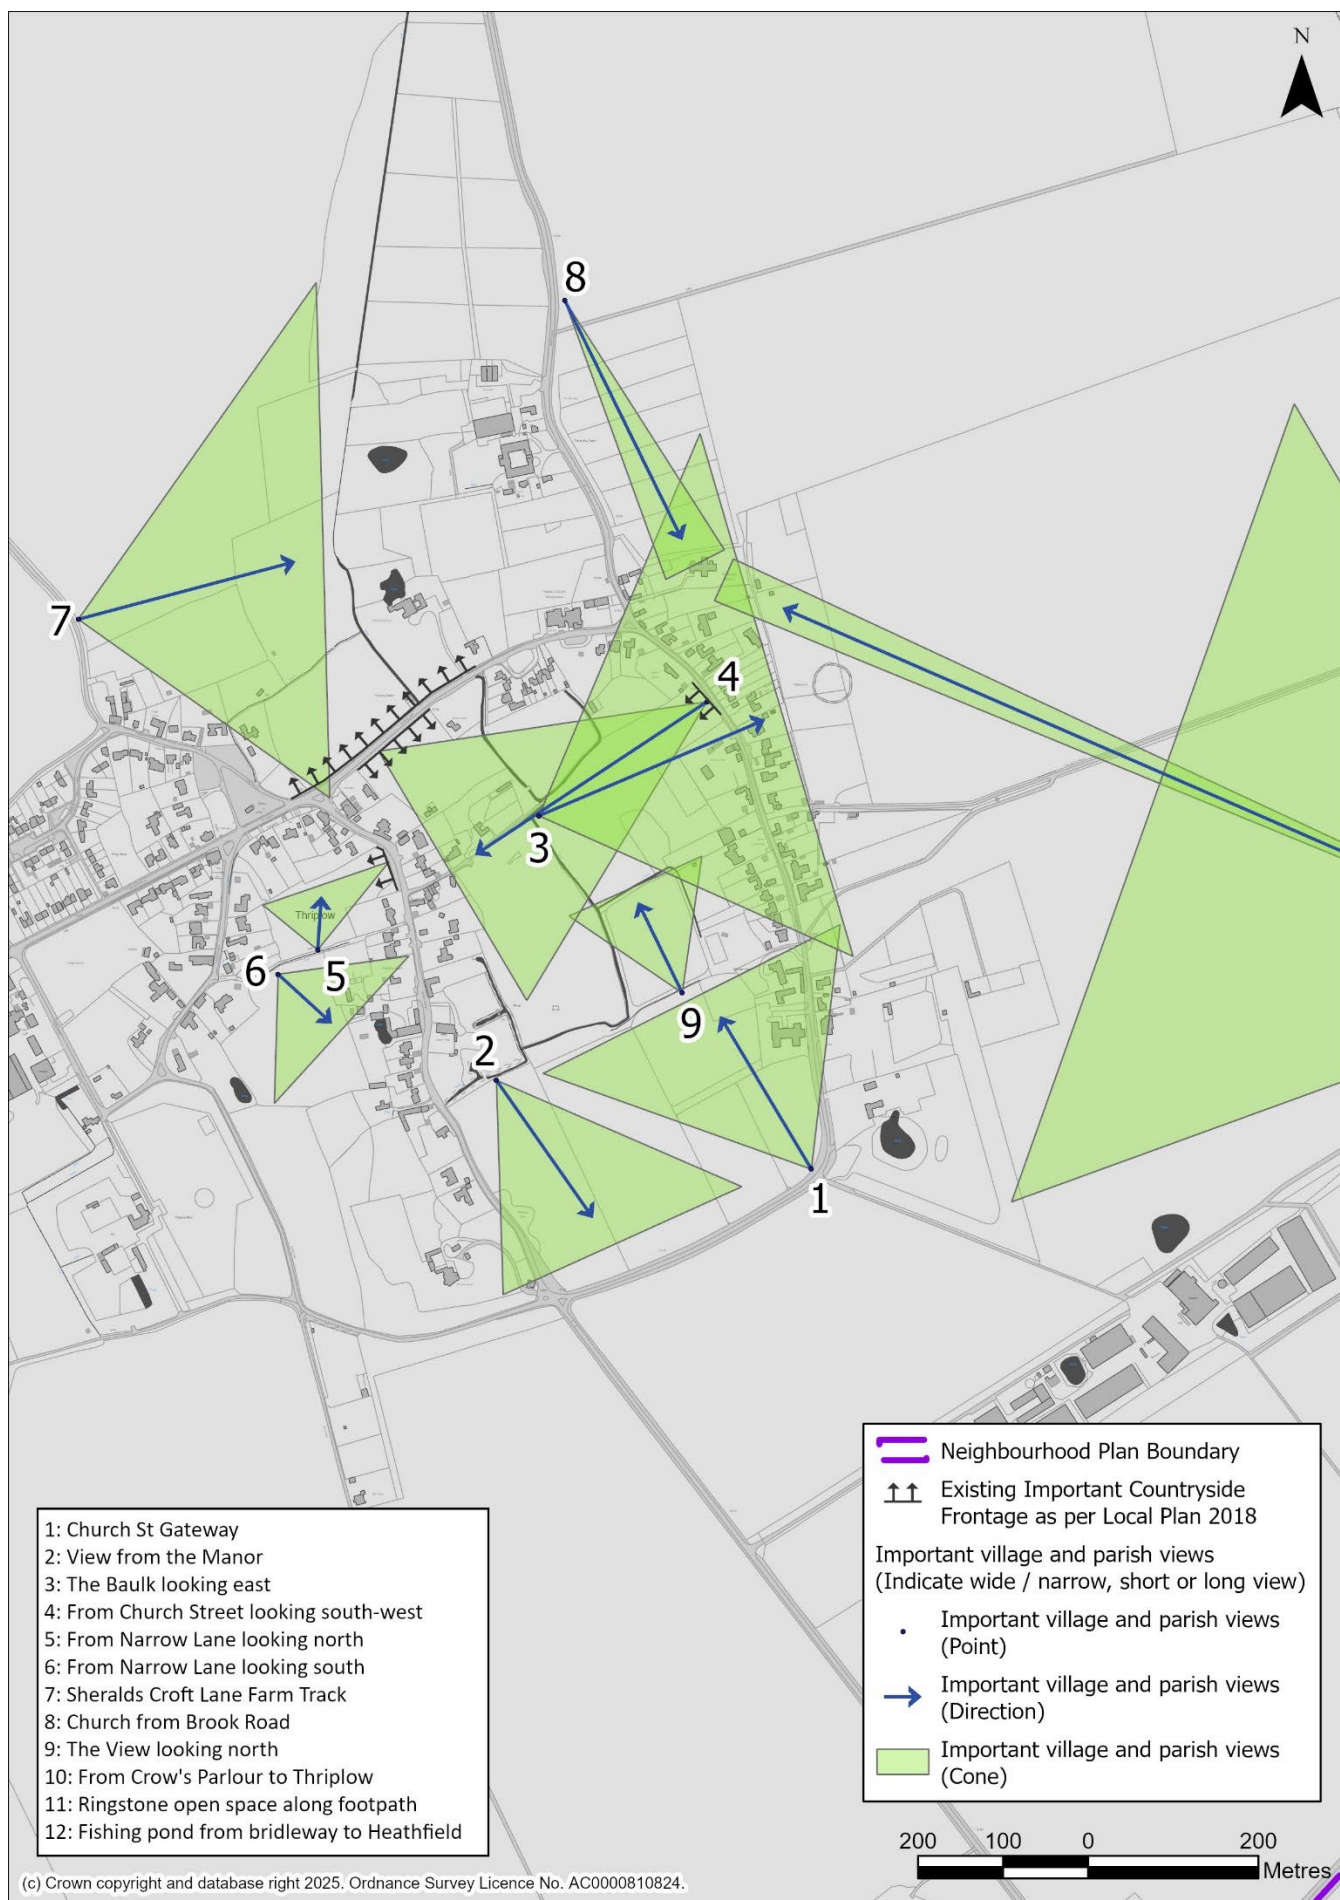 N
8
7
4
3
Thriplow
6
5
9
2
1
Neighbourhood Plan Boundary
Existing Important Countryside
Frontage as per Local Plan 2018
Important village and parish views
(Indicate wide / narrow, short or long view)
Important village and parish views
(Point)
Important village and parish views
(Direction)
Important village and parish views
(Cone)
1: Church St Gateway
2: View from the Manor
3: The Baulk looking east
4: From Church Street looking south-west
5: From Narrow Lane looking north
6: From Narrow Lane looking south
7: Sheralds Croft Lane Farm Track
8: Church from Brook Road
9: The View looking north
10: From Crow's Parlour to Thriplow
11: Ringstone open space along footpath
12: Fishing pond from bridleway to Heathfield
200 100 0 200
Metres
(c) Crown copyright and database right 2025. Ordnance Survey Licence No. AC0000810824.